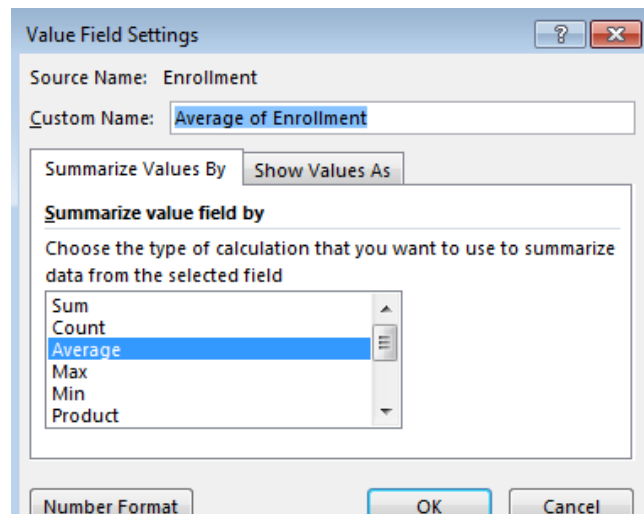 Value Field Settings
Source Name: Enrollment
Custom Name: Average of Enrollment
Summarize Values By Show Values As
Summarize value field by
Choose the type of calculation that you want to use to summarize
data from the selected field
Sum
Count
Average
Max
Min
Product
Number Format OK Cancel